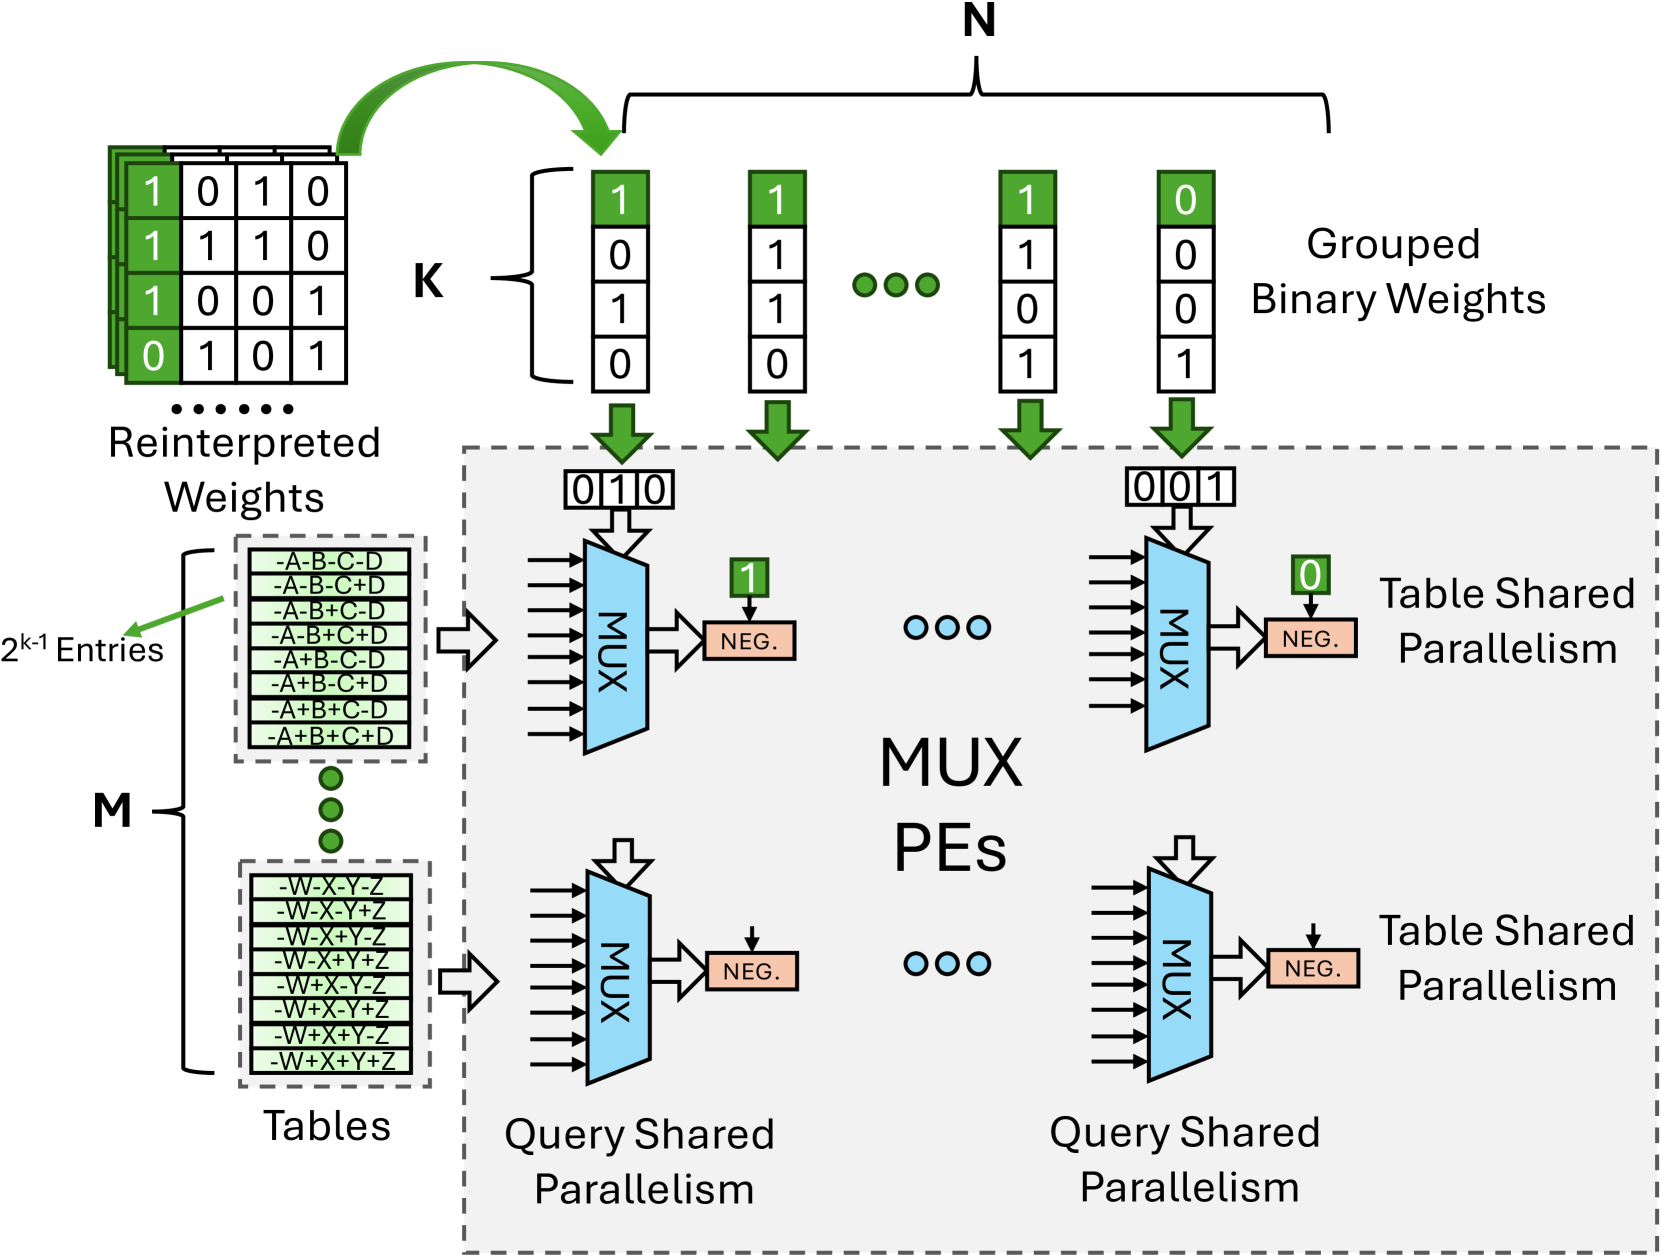 N
1 0 1 0
1 1 1 0
1 0 0 1
0 1 0 1
Reinterpreted
Weights
K
1 1 1 0
0 1 1 0
1 1 0 0
0 0 1 1
Grouped
Binary Weights
0 1 0
0 0 1
2k-1 Entries
M
-A-B-C-D
-A-B-C+D
-A-B+C-D
-A-B+C+D
-A+B-C-D
-A+B-C+D
-A+B+C-D
-A+B+C+D
-W-X-Y-Z
-W-X-Y+Z
-W-X+Y-Z
-W-X+Y+Z
-W+X-Y-Z
-W+X-Y+Z
-W+X+Y-Z
-W+X+Y+Z
Tables
MUX
1
NEG.
MUX
0
NEG.
Table Shared
Parallelism
MUX
PEs
MUX
NEG.
MUX
NEG.
Table Shared
Parallelism
Query Shared
Parallelism
Query Shared
Parallelism